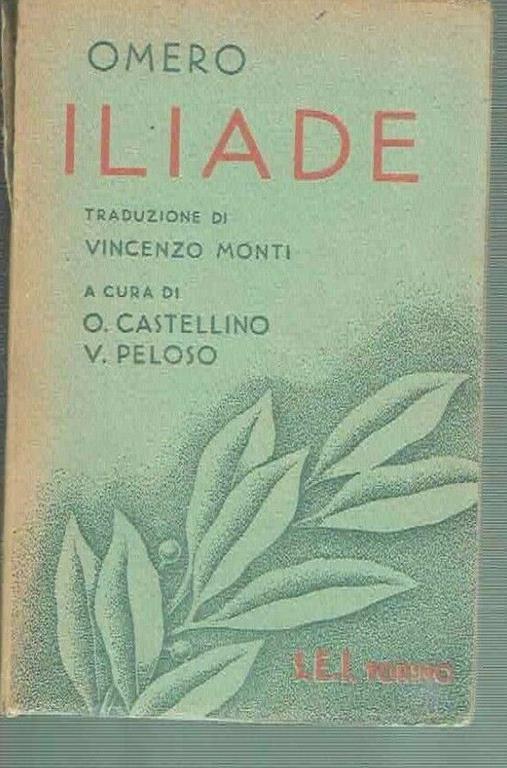 OMERO
ILIADE
TRADUZIONE DI
VINCENZO MONTI
A CURA DI
O. CASTELLINO
V. PELOSO
S.E.I. TORINO